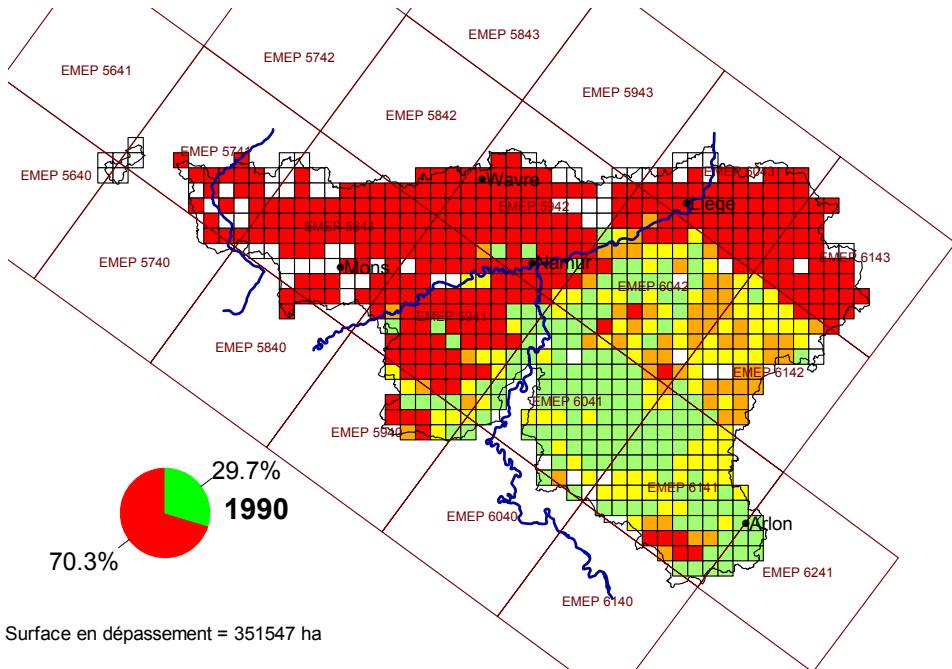 EMEP 5843
EMEP 5742
EMEP 5641
EMEP 5943
EMEP 5842
EMEP 5741
EMEP 5640
EMEP 6043
Wavre
EMEP 5942
Liège
EMEP 5841
EMEP 6143
EMEP 5740
Mons
Namur
EMEP 6042
EMEP 5941
EMEP 5840
EMEP 6142
EMEP 6041
EMEP 5940
29.7%
1990
EMEP 6141
EMEP 6040
Arlon
70.3%
EMEP 6241
EMEP 6140
Surface en dépassement = 351547 ha